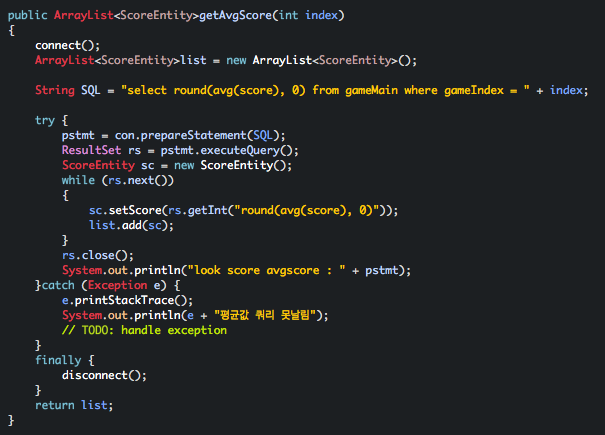 public ArrayList<ScoreEntity>getAvgScore(int index)
{
    connect();
    ArrayList<ScoreEntity>list = new ArrayList<ScoreEntity>();

    String SQL = "select round(avg(score), 0) from gameMain where gameIndex = " + index;

    try {
        pstmt = con.prepareStatement(SQL);
        ResultSet rs = pstmt.executeQuery();
        ScoreEntity sc = new ScoreEntity();
        while (rs.next())
        {
            sc.setScore(rs.getInt("round(avg(score), 0)"));
            list.add(sc);
        }
        rs.close();
        System.out.println("look score avgscore : " + pstmt);
    }catch (Exception e) {
        e.printStackTrace();
        System.out.println(e + "평균값 쿼리 못날림");
        // TODO: handle exception
    }
    finally {
        disconnect();
    }
    return list;
}